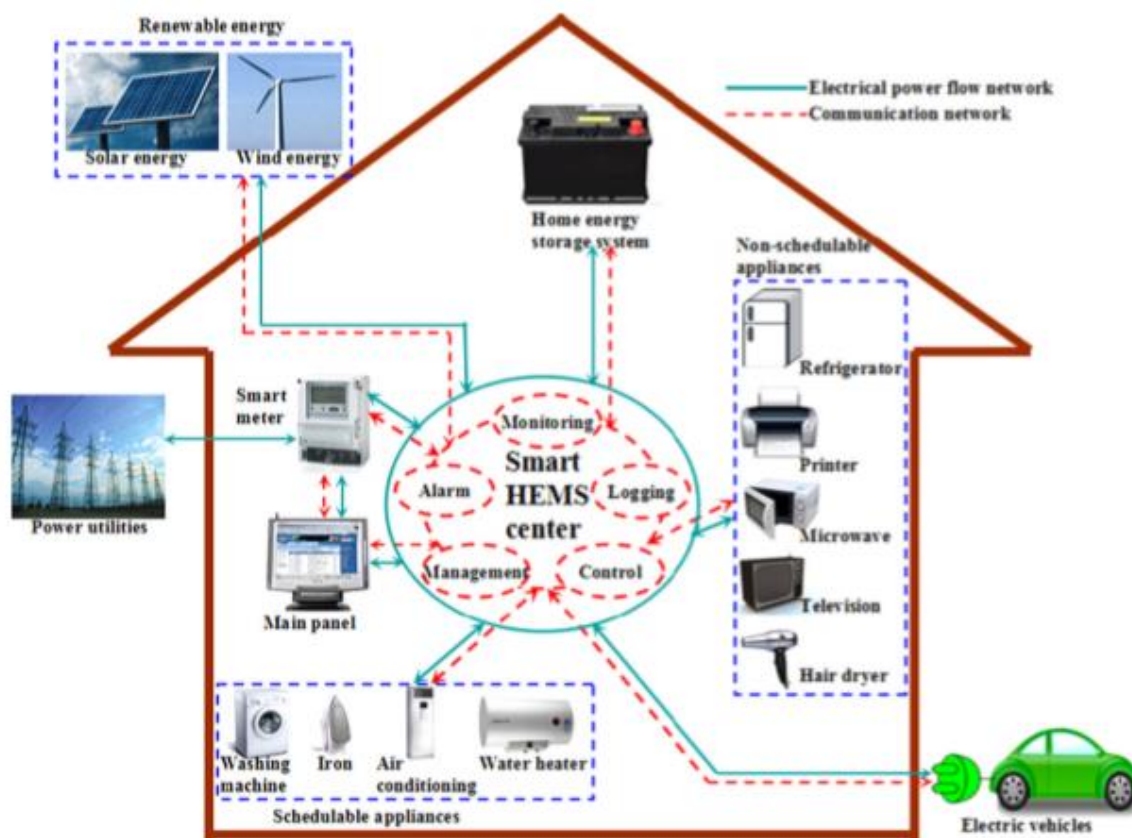 Renewable energy
Solar energy
Wind energy
Electrical power flow network
Communication network
Home energy
storage system
Non-schedulable
appliances
Refrigerator
Printer
Microwave
Television
Hair dryer
Smart
meter
Power utilities
Main panel
Monitoring
Alarm
Smart
HEMS
center
Logging
Management
Control
Washing
machine
Iron
Air
conditioning
Water heater
Schedulable appliances
Electric vehicles